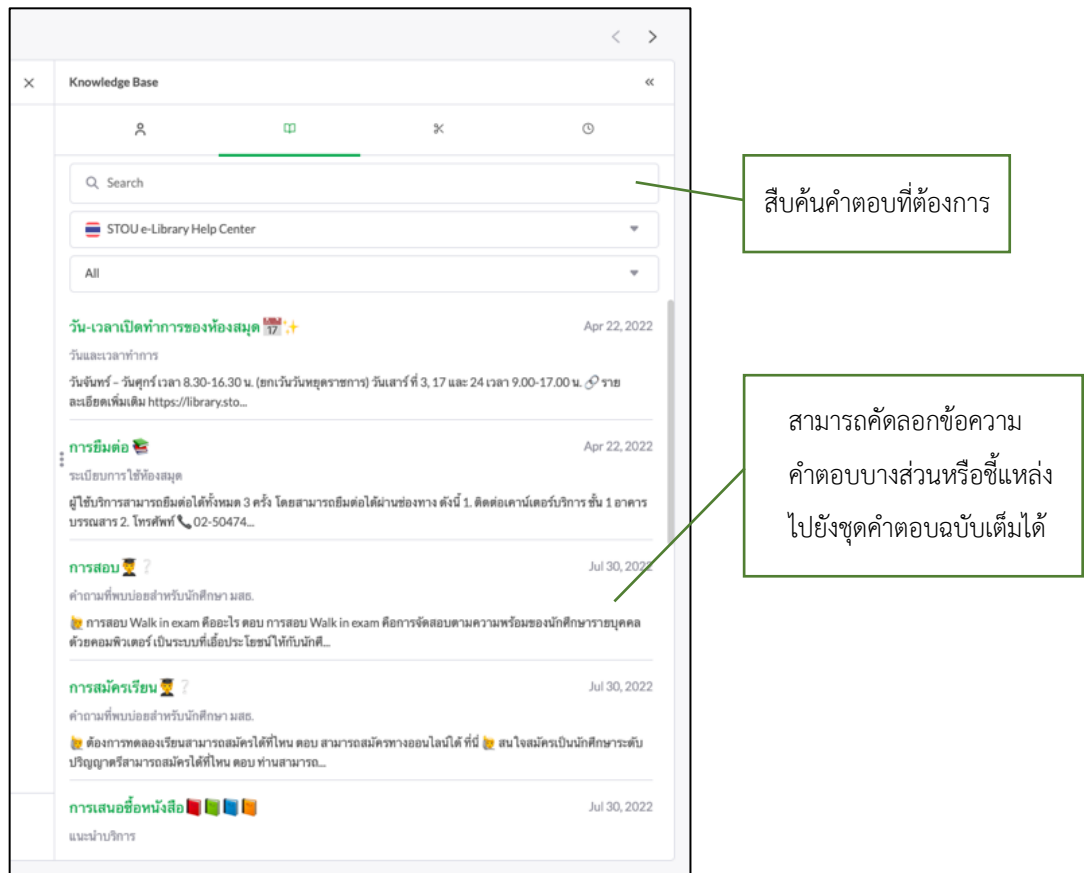 Knowledge Base
Search
STOU e-Library Help Center
All
วัน-เวลาเปิดทำการของห้องสมุด 📅✨ Apr 22, 2022
วันและเวลาทำการ
วันจันทร์ – วันศุกร์ เวลา 8.30-16.30 น. (ยกเว้นวันหยุดราชการ) วันเสาร์ ที่ 3, 17 และ 24 เวลา 9.00-17.00 น. 🔗 ราย
ละเอียดเพิ่มเติม https://library.sto...
การยืมต่อ 📚 Apr 22, 2022
ระเบียบการใช้ห้องสมุด
ผู้ใช้บริการสามารถยืมต่อได้ทั้งหมด 3 ครั้ง โดยสามารถยืมต่อได้ผ่านช่องทาง ดังนี้ 1. ติดต่อเคาน์เตอร์บริการ ชั้น 1 อาคาร
บรรณสาร 2. โทรศัพท์ 📞 02-50474...
การสอบ 👨‍🎓❔ Jul 30, 2022
คำถามที่พบบ่อยสำหรับนักศึกษา มสธ.
🙋 การสอบ Walk in exam คืออะไร ตอบ การสอบ Walk in exam คือการจัดสอบตามความพร้อมของนักศึกษารายบุคคล
ด้วยคอมพิวเตอร์ เป็นระบบที่เอื้อประโยชน์ให้กับนักศึ...
การสมัครเรียน 👨‍🎓❔ Jul 30, 2022
คำถามที่พบบ่อยสำหรับนักศึกษา มสธ.
🙋 ต้องการทดลองเรียนสามารถสมัครได้ที่ไหน ตอบ สามารถสมัครทางออนไลน์ได้ ที่นี่ 🙋 สนใจสมัครเป็นนักศึกษาระดับ
ปริญญาตรีสามารถสมัครได้ที่ไหน ตอบ ท่านสามารถ...
การเสนอซื้อหนังสือ 📕📗📘📙 Jul 30, 2022
แนะนำบริการ
สืบค้นคำตอบที่ต้องการ
สามารถคัดลอกข้อความ
คำตอบบางส่วนหรือชี้แหล่ง
ไปยังชุดคำตอบฉบับเต็มได้